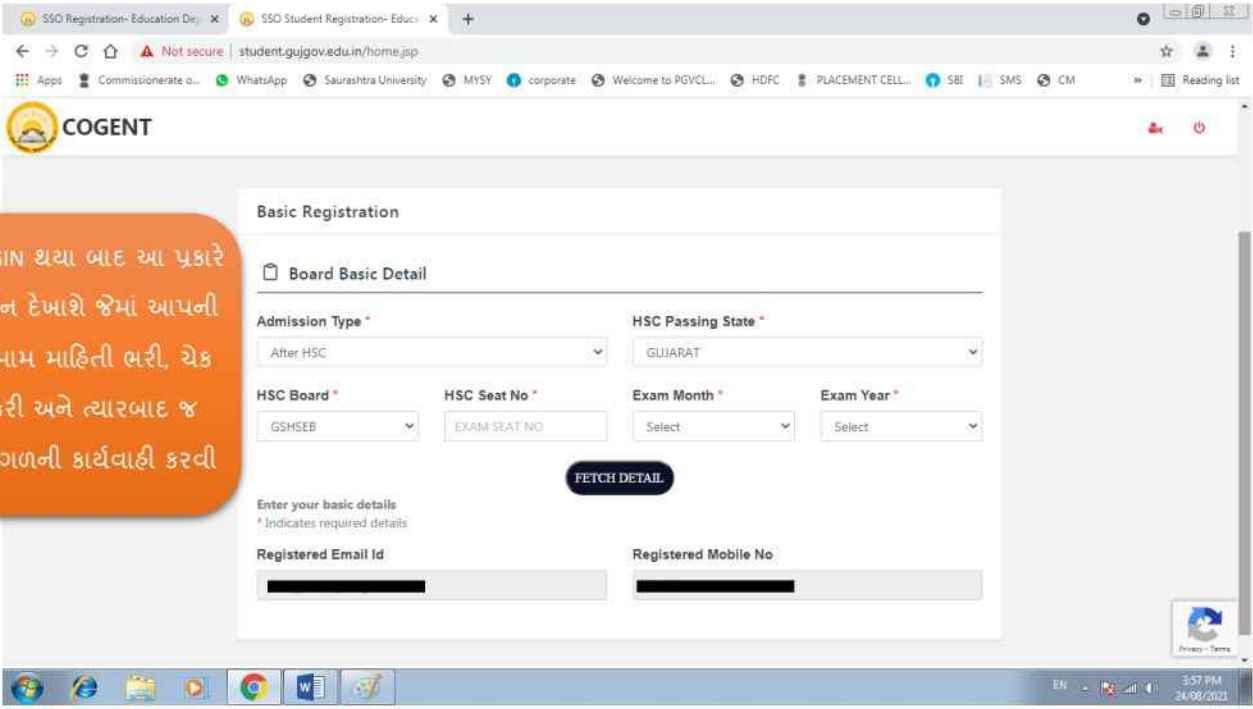 SSO Registration- Education De
SSO Student Registration- Educa
Not secure student.gujgov.edu.in/home.jsp
Apps Commissionerate o... WhatsApp Saurashtra University MYSY corporate Welcome to PGVCL... HDFC PLACEMENT CELL... SBI SMS CM » Reading list
COGENT
Basic Registration
Board Basic Detail
Admission Type * HSC Passing State *
After HSC GUJARAT
HSC Board * HSC Seat No * Exam Month * Exam Year *
GSHSEB EXAM SEAT NO Select Select
FETCH DETAIL
Enter your basic details
* Indicates required details
Registered Email Id Registered Mobile No
થયા બાદ આ પ્રકારે
દેખાશે જેમાં આપની
માહિતી ભરી, ચેક
અને ત્યારબાદ જ
કાર્યવાહી કરવી
Privacy - Terms
EN 3:57 PM
24/08/2021